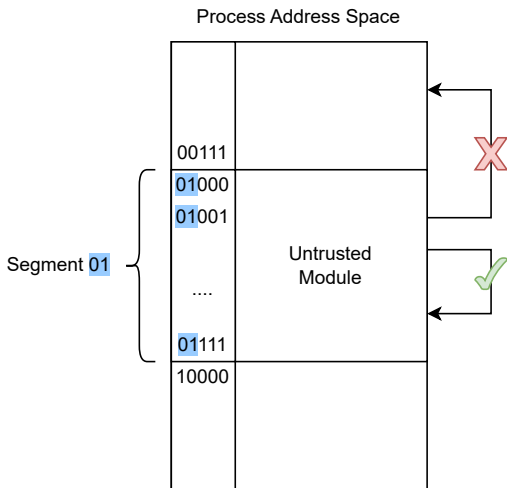 Process Address Space
00111
01000
01001
Segment 01
Untrusted
Module
....
01111
10000